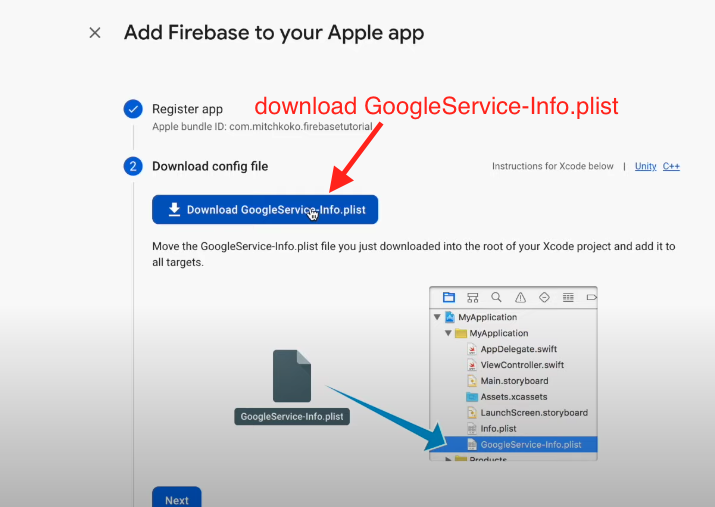 Add Firebase to your Apple app
Register app
download GoogleService-Info.plist
Apple bundle ID: com.mitchkoko.firebasetutorial
2
Download config file
Instructions for Xcode below | Unity C++
Download GoogleService-Info.plist
Move the GoogleService-Info.plist file you just downloaded into the root of your Xcode project and add it to
all targets.
MyApplication
MyApplication
AppDelegate.swift
ViewController.swift
Main.storyboard
Assets.xcassets
LaunchScreen.storyboard
Info.plist
GoogleService-Info.plist
Products
GoogleService-Info.plist
Next